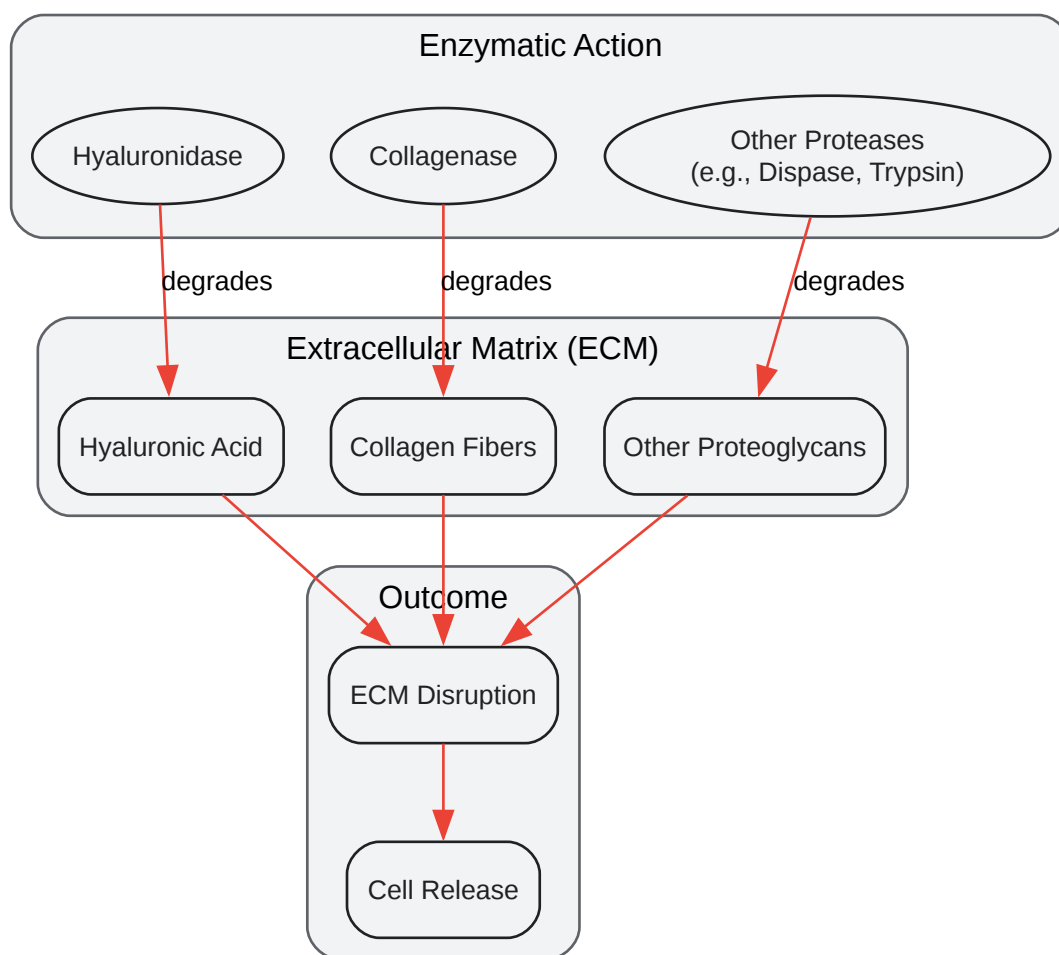 Enzymatic Action
Hyaluronidase
Collagenase
Other Proteases
(e.g., Dispase, Trypsin)
degrades
degrades
degrades
Extracellular Matrix (ECM)
Hyaluronic Acid
Collagen Fibers
Other Proteoglycans
Outcome
ECM Disruption
Cell Release